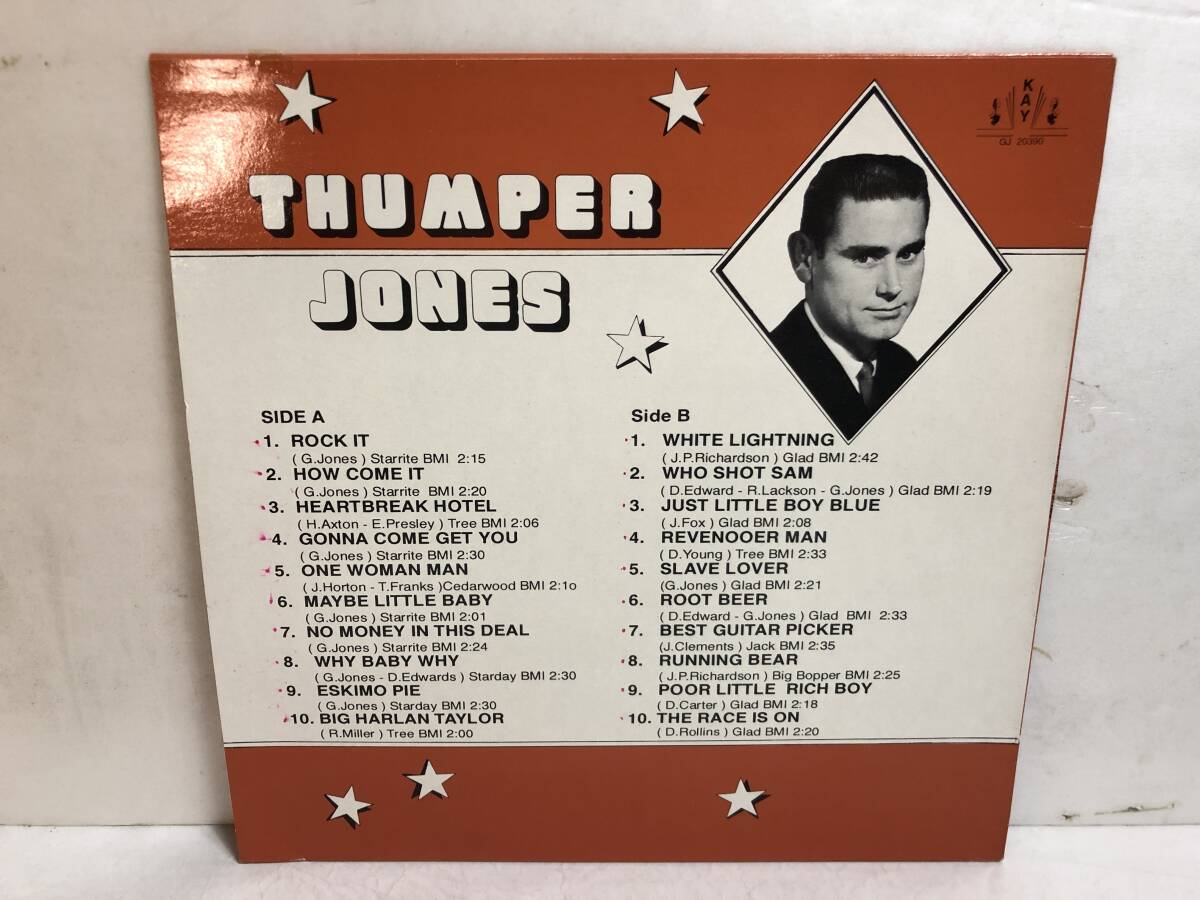 KAY
GJ 20390
THUMPER
JONES
SIDE A
1. ROCK IT
( G.Jones ) Starrite BMI 2:15
2. HOW COME IT
( G.Jones ) Starrite BMI 2:20
3. HEARTBREAK HOTEL
( H.Axton - E.Presley ) Tree BMI 2:06
4. GONNA COME GET YOU
( G.Jones ) Starrite BMI 2:30
5. ONE WOMAN MAN
( J.Horton - T.Franks )Cedarwood BMI 2:1o
6. MAYBE LITTLE BABY
( G.Jones ) Starrite BMI 2:01
7. NO MONEY IN THIS DEAL
( G.Jones ) Starrite BMI 2:24
8. WHY BABY WHY
( G.Jones - D.Edwards ) Starday BMI 2:30
9. ESKIMO PIE
( G.Jones ) Starday BMI 2:30
10. BIG HARLAN TAYLOR
( R.Miller ) Tree BMI 2:00
Side B
1. WHITE LIGHTNING
( J.P.Richardson ) Glad BMI 2:42
2. WHO SHOT SAM
( D.Edward - R.Lackson - G.Jones ) Glad BMI 2:19
3. JUST LITTLE BOY BLUE
( J.Fox ) Glad BMI 2:08
4. REVENOOER MAN
( D.Young ) Tree BMI 2:33
5. SLAVE LOVER
(G.Jones ) Glad BMI 2:21
6. ROOT BEER
( D.Edward - G.Jones ) Glad BMI 2:33
7. BEST GUITAR PICKER
(J.Clements ) Jack BMI 2:35
8. RUNNING BEAR
( J.P.Richardson ) Big Bopper BMI 2:25
9. POOR LITTLE RICH BOY
( D.Carter ) Glad BMI 2:18
10. THE RACE IS ON
( D.Rollins ) Glad BMI 2:20